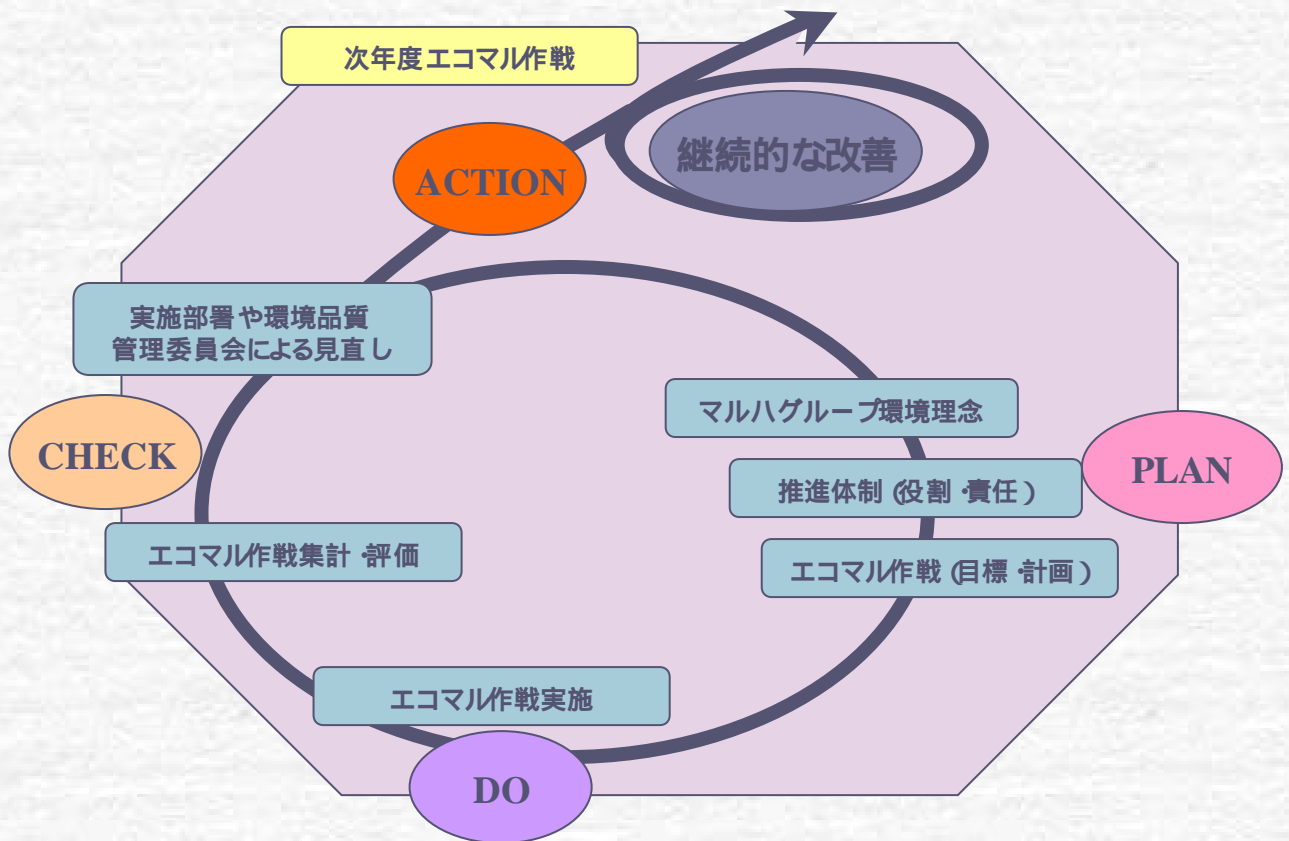 次年度エコマル作戦
継続的な改善
ACTION
実施部署や環境品質
管理委員会による見直し
マルハグループ環境理念
CHECK
PLAN
推進体制(役割・責任)
エコマル作戦集計・評価
エコマル作戦(目標・計画)
エコマル作戦実施
DO